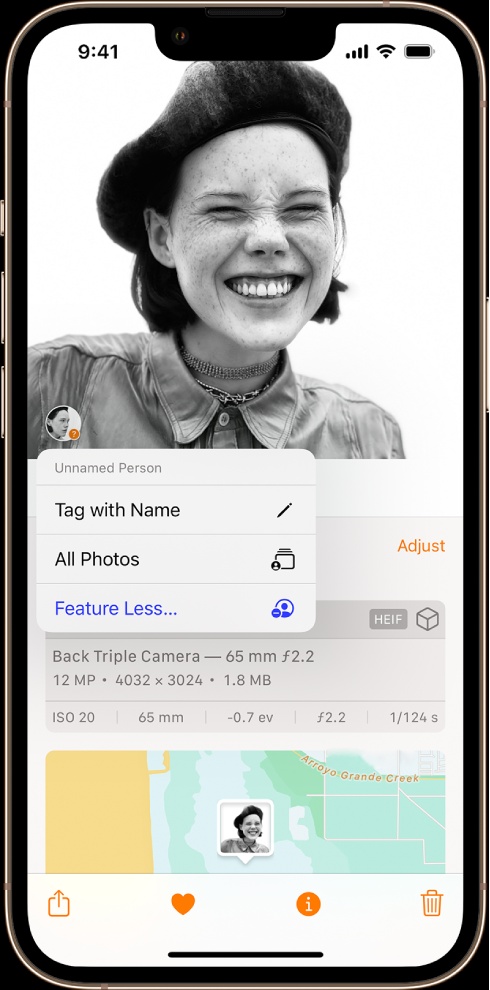 9:41
Unnamed Person
Tag with Name
All Photos
Feature Less...
Adjust
HEIF
Back Triple Camera — 65 mm ƒ2.2
12 MP • 4032 × 3024 • 1.8 MB
ISO 20 | 65 mm | -0.7 ev | ƒ2.2 | 1/124 s
Arroyo Grande Creek